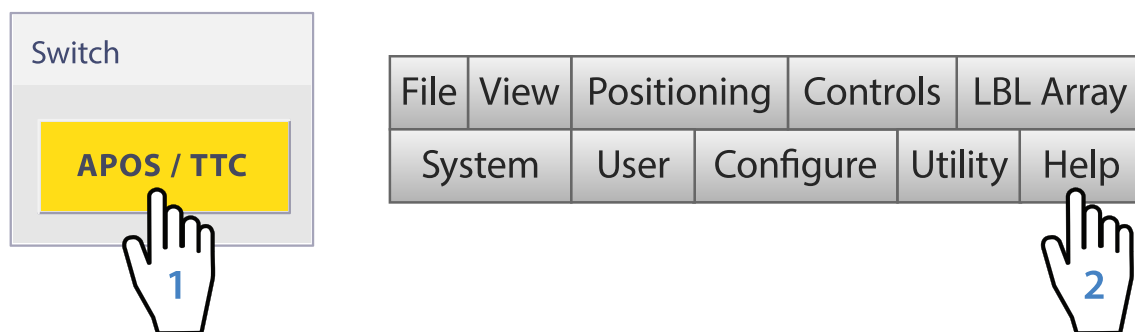 Switch
APOS / TTC
1
File View Positioning Controls LBL Array
System User Configure Utility Help
2